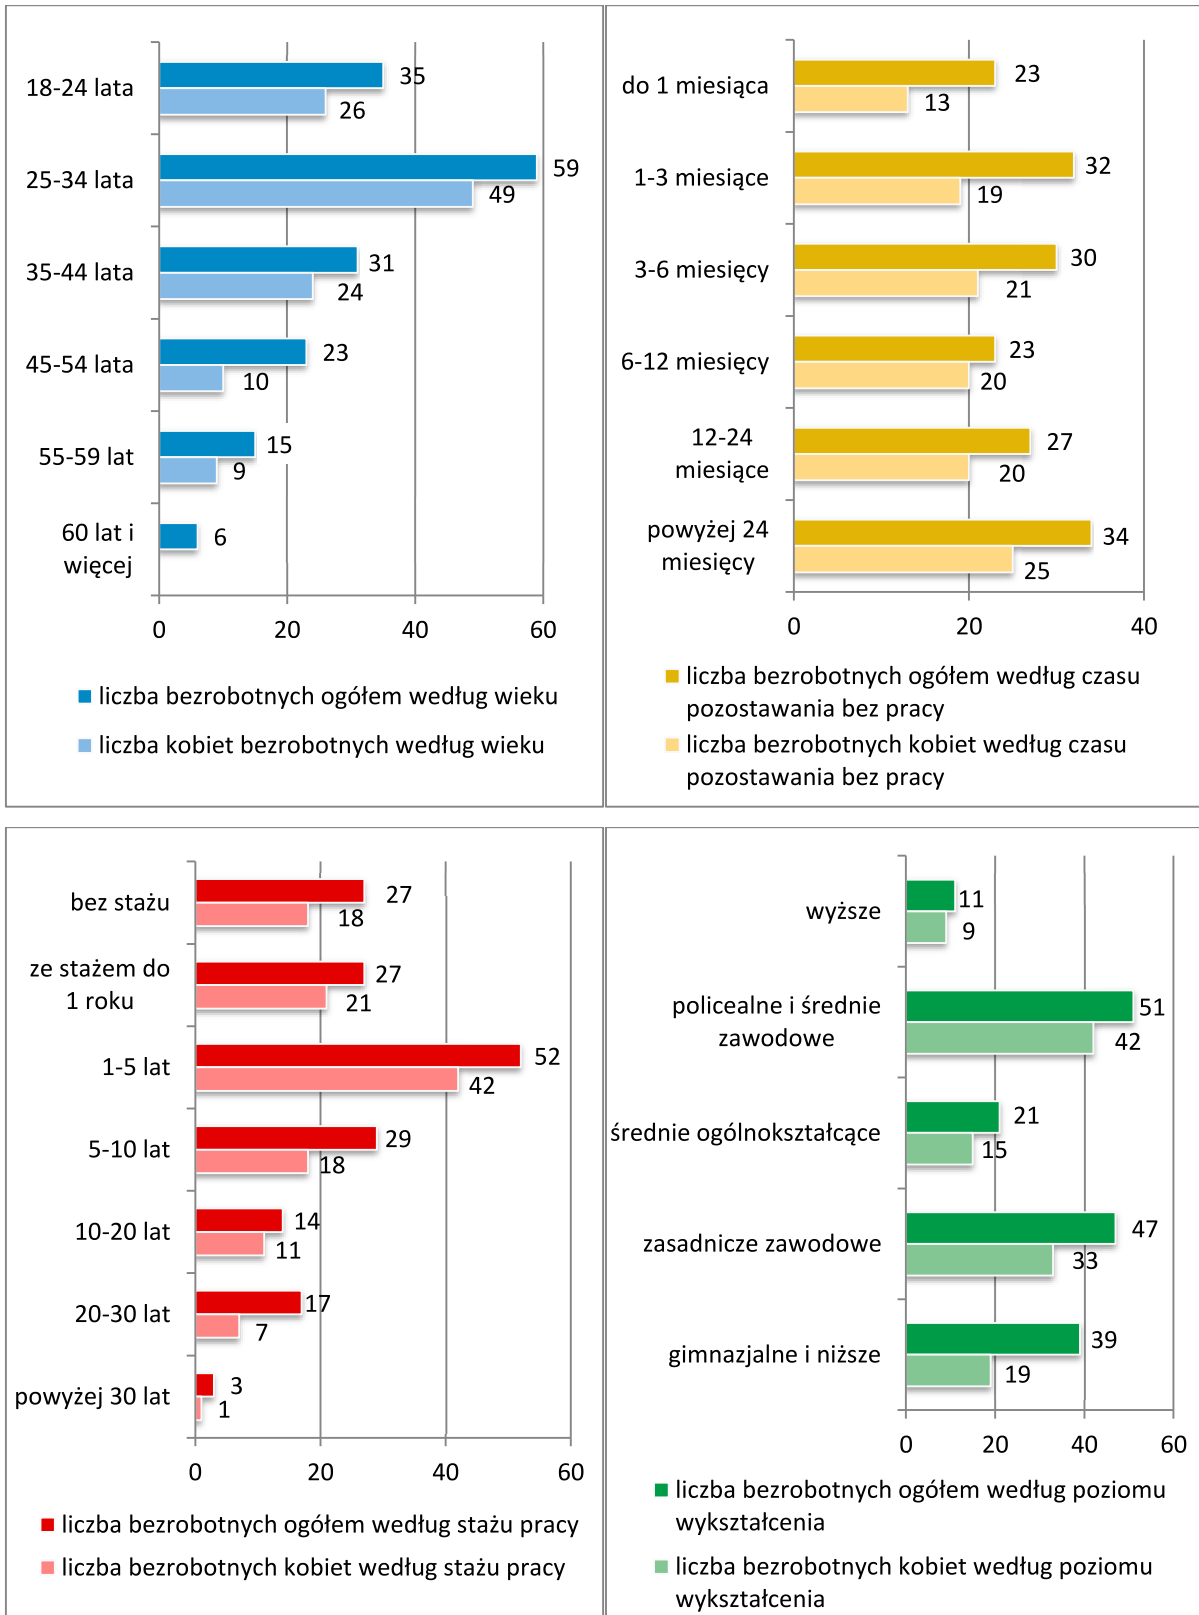 18-24 lata
35
26
25-34 lata
59
49
35-44 lata
31
24
45-54 lata
23
10
55-59 lat
15
9
60 lat i
więcej
6
0 20 40 60
liczba bezrobotnych ogółem według wieku
liczba kobiet bezrobotnych według wieku
do 1 miesiąca
23
13
1-3 miesiące
32
19
3-6 miesięcy
30
21
6-12 miesięcy
23
20
12-24
miesiące
27
20
powyżej 24
miesięcy
34
25
0 20 40
liczba bezrobotnych ogółem według czasu
pozostawania bez pracy
liczba bezrobotnych kobiet według czasu
pozostawania bez pracy
bez stażu
27
18
ze stażem do
1 roku
27
21
1-5 lat
52
42
5-10 lat
29
18
10-20 lat
14
11
20-30 lat
17
7
powyżej 30 lat
3
1
0 20 40 60
liczba bezrobotnych ogółem według stażu pracy
liczba bezrobotnych kobiet według stażu pracy
wyższe
11
9
policealne i średnie
zawodowe
51
42
średnie ogólnokształcące
21
15
zasadnicze zawodowe
47
33
gimnazjalne i niższe
39
19
0 20 40 60
liczba bezrobotnych ogółem według poziomu
wykształcenia
liczba bezrobotnych kobiet według poziomu
wykształcenia